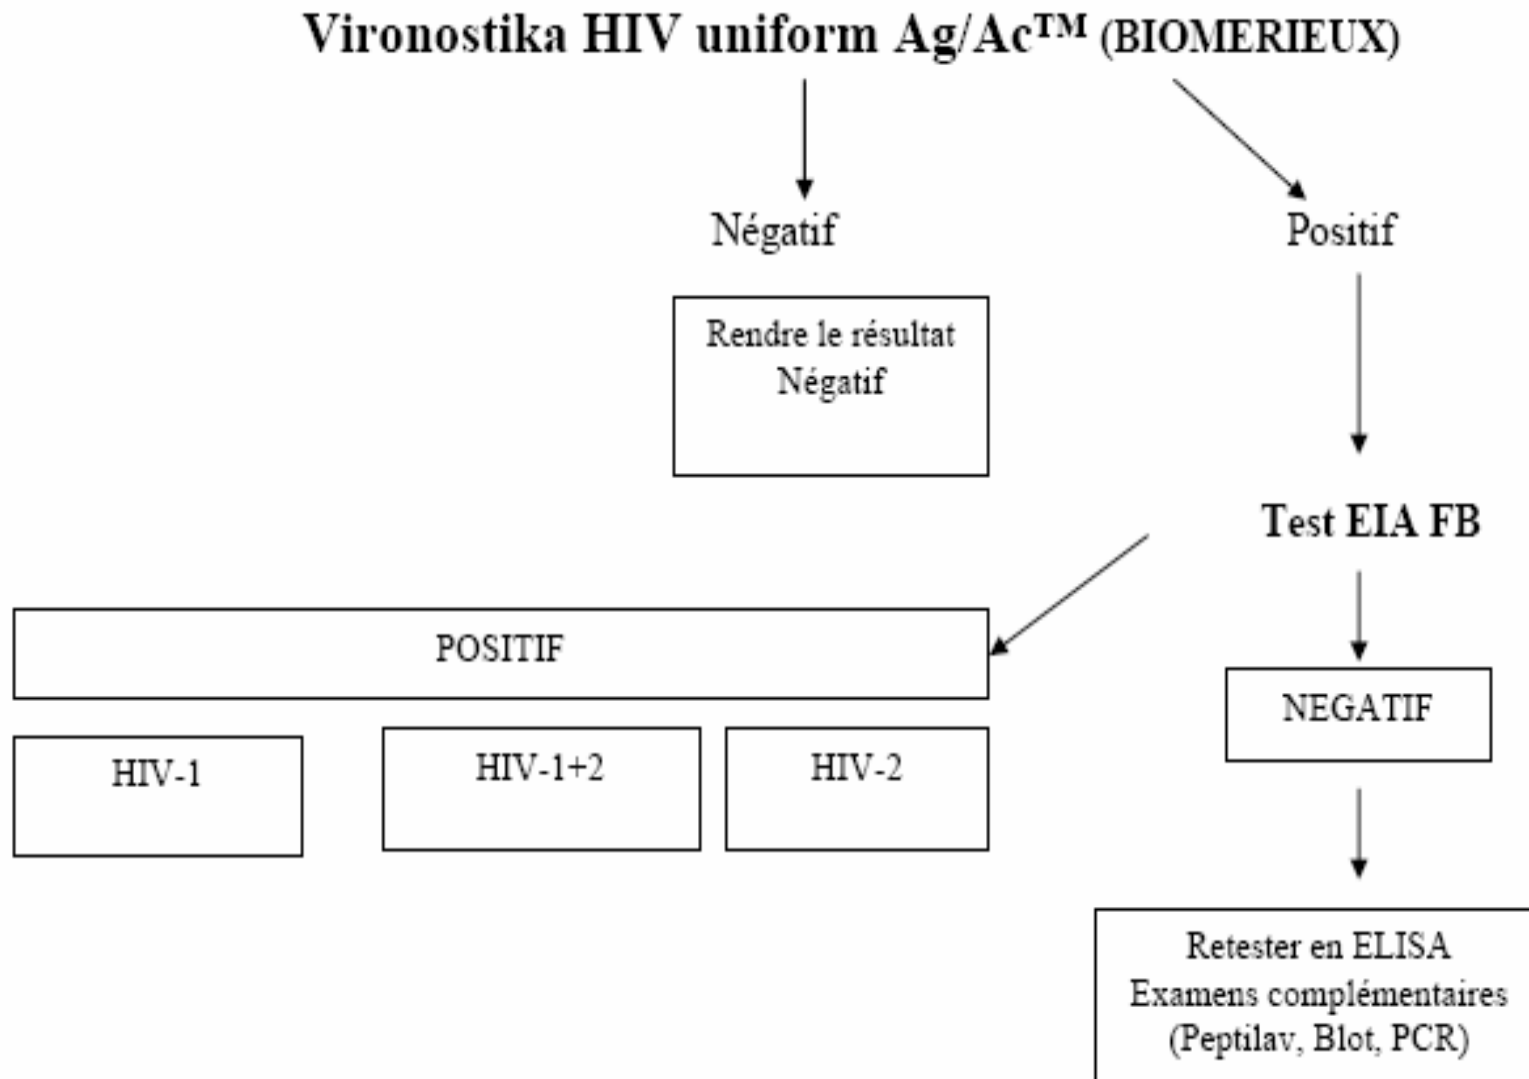 Vironostika HIV uniform Ag/Ac™ (BIOMERIEUX)
Négatif
Positif
Rendre le résultat
Négatif
Test EIA FB
POSITIF
NEGATIF
HIV-1
HIV-1+2
HIV-2
Retester en ELISA
Examens complémentaires
(Peptilav, Blot, PCR)